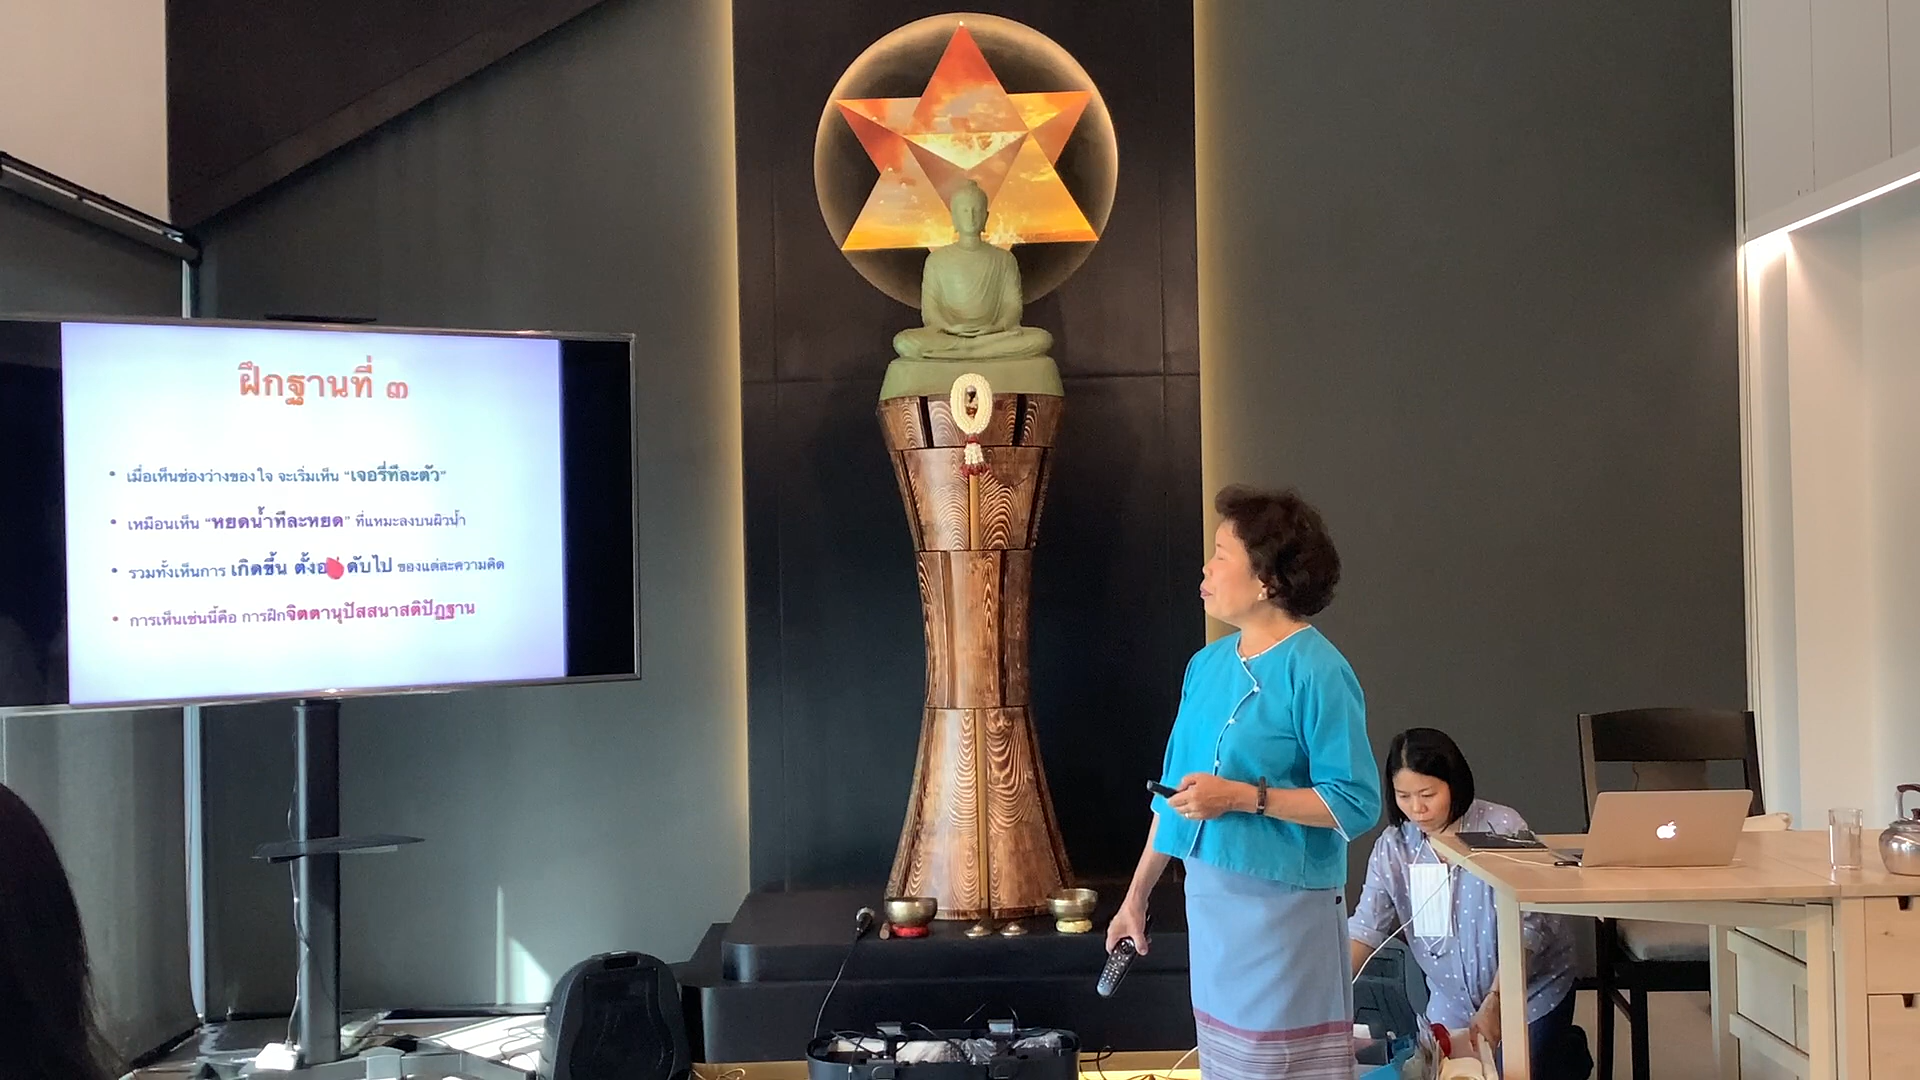 ฝึกฐานที่ ๓
• เมื่อเห็นช่องว่างของใจ จะเริ่มเห็น “เจอรี่ทีละตัว”
• เหมือนเห็น “หยดน้ำทีละหยด” ที่แหมะลงบนผิวน้ำ
• รวมทั้งเห็นการ เกิดขึ้น ดับไป ของแต่ละความคิด
• การเห็นเช่นนี้คือ การฝึกจิตตานุปัสสนาสติปัฏฐาน